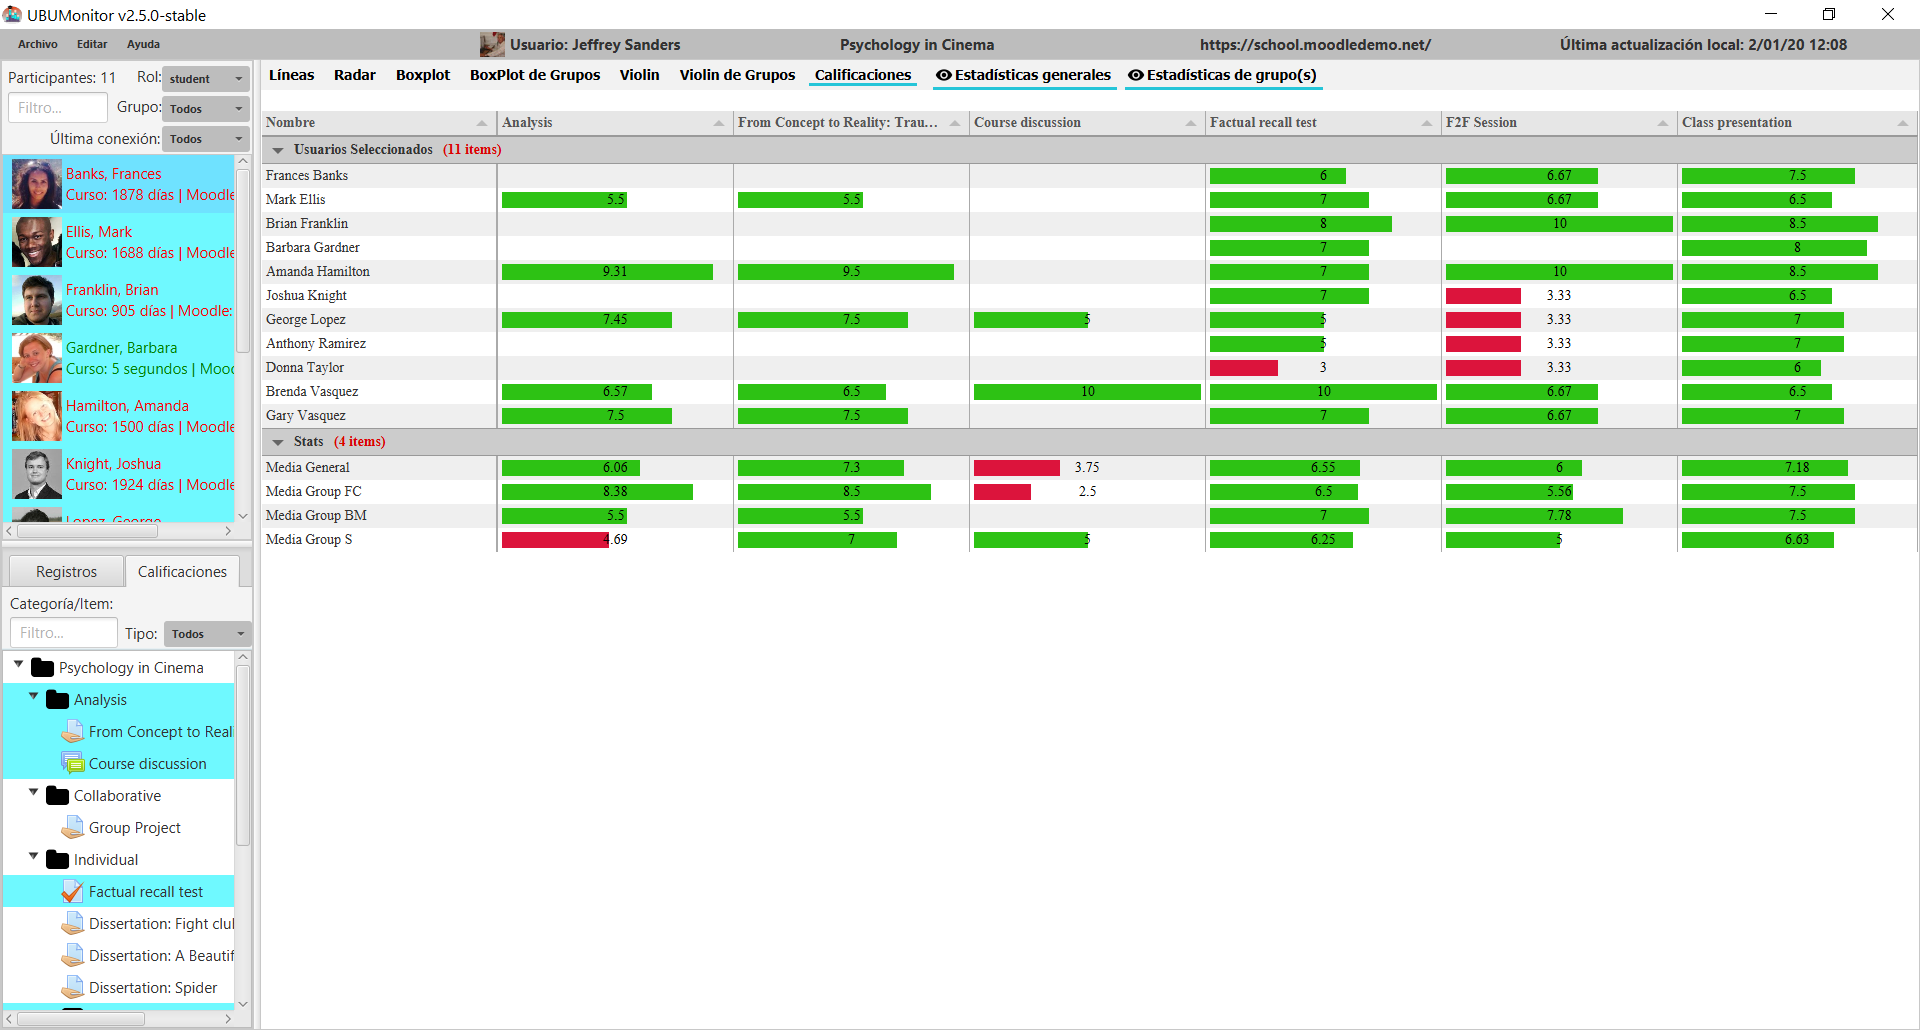 UBUMonitor v2.5.0-stable
Archivo Editar Ayuda Usuario: Jeffrey Sanders Psychology in Cinema https://school.moodledemo.net/ Última actualización local: 2/01/20 12:08
Participantes: 11 Rol: student
Filtro... Grupo: Todos
Última conexión: Todos
Banks, Frances
Curso: 1878 días | Moodle
Ellis, Mark
Curso: 1688 días | Moodle
Franklin, Brian
Curso: 905 días | Moodle:
Gardner, Barbara
Curso: 5 segundos | Mood
Hamilton, Amanda
Curso: 1500 días | Moodle
Knight, Joshua
Curso: 1924 días | Moodle
Lopez, George
Registros Calificaciones
Categoría/Item:
Filtro... Tipo: Todos
Psychology in Cinema
Analysis
From Concept to Reali
Course discussion
Collaborative
Group Project
Individual
Factual recall test
Dissertation: Fight clul
Dissertation: A Beautif
Dissertation: Spider
Líneas Radar Boxplot BoxPlot de Grupos Violin Violin de Grupos Calificaciones Estadísticas generales Estadísticas de grupo(s)
Nombre Analysis From Concept to Reality: Trau... Course discussion Factual recall test F2F Session Class presentation
Usuarios Seleccionados (11 items)
Frances Banks 6 6.67 7.5
Mark Ellis 5.5 5.5 7 6.67 6.5
Brian Franklin 8 10 8.5
Barbara Gardner 7 8
Amanda Hamilton 9.31 9.5 7 10 8.5
Joshua Knight 7 3.33 6.5
George Lopez 7.45 7.5 5 5 3.33 7
Anthony Ramirez 5 3.33 7
Donna Taylor 3 3.33 6
Brenda Vasquez 6.57 6.5 10 10 6.67 6.5
Gary Vasquez 7.5 7.5 7 6.67 7
Stats (4 items)
Media General 6.06 7.3 3.75 6.55 6 7.18
Media Group FC 8.38 8.5 2.5 6.5 5.56 7.5
Media Group BM 5.5 5.5 7 7.78 7.5
Media Group S 4.69 7 5 6.25 5 6.63